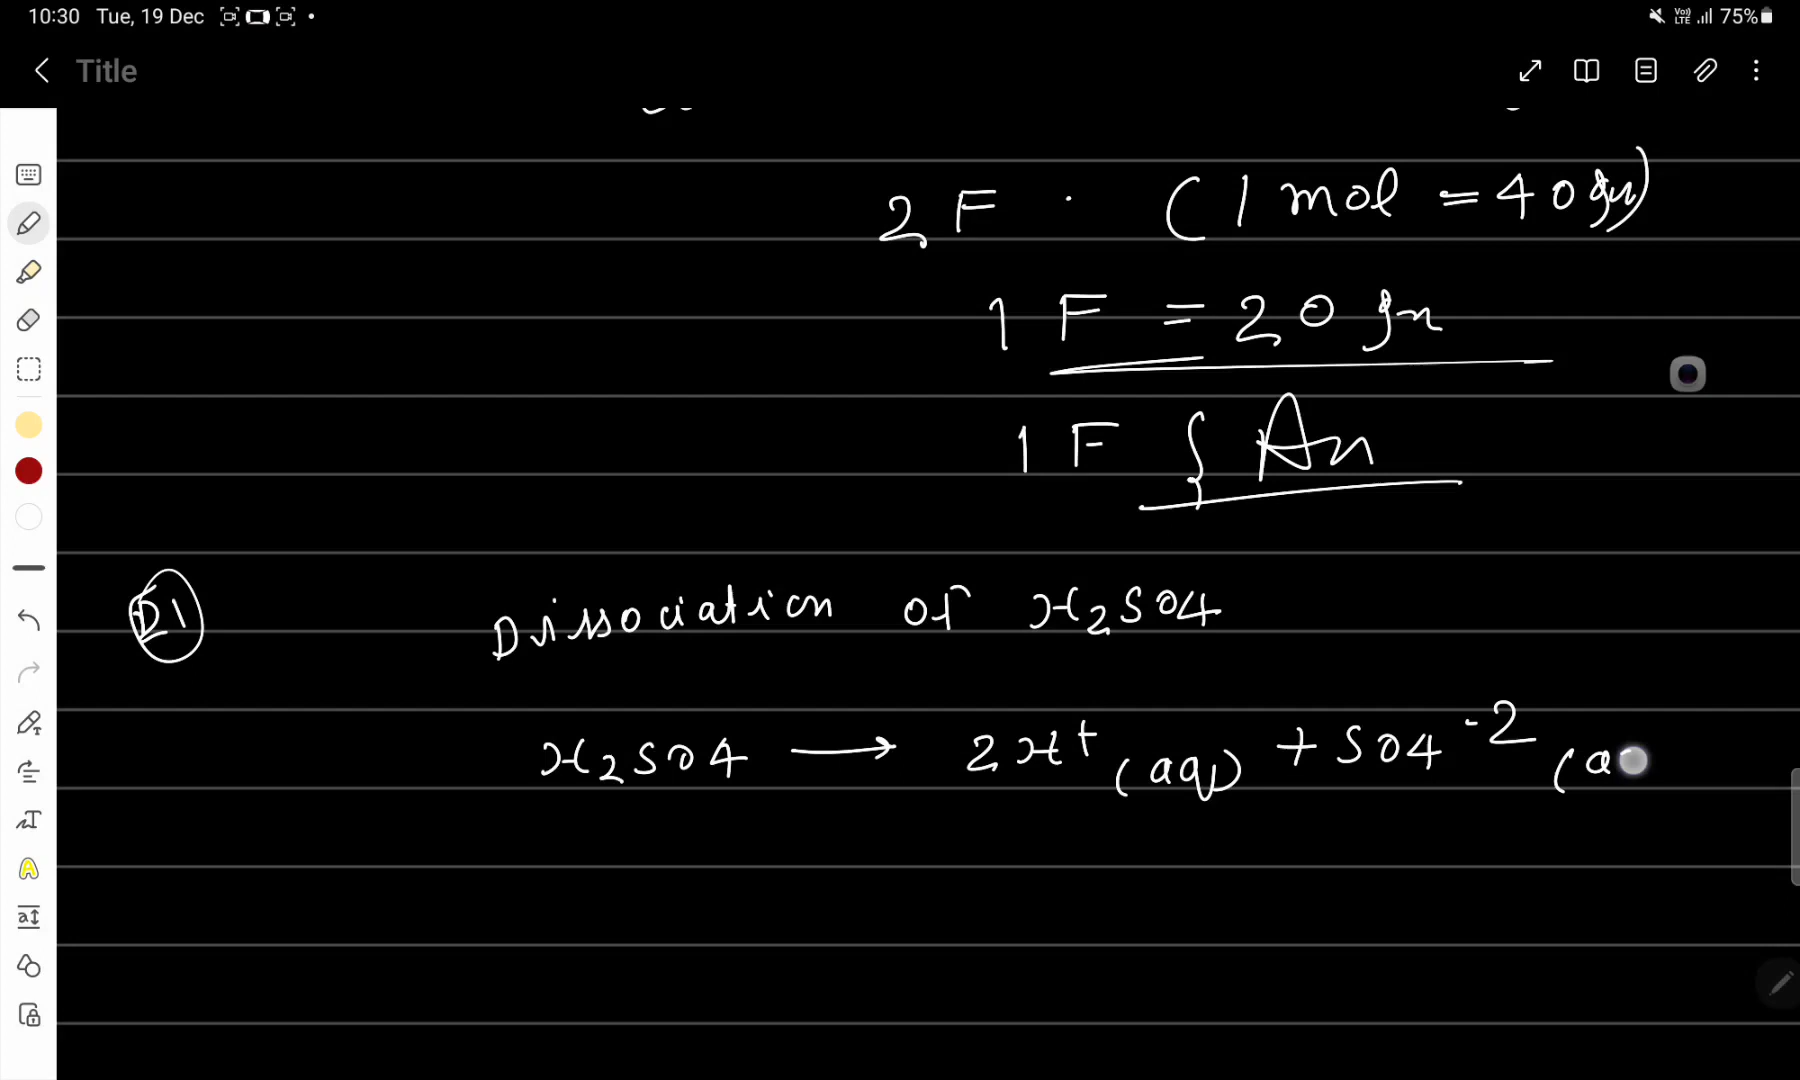 10:30 Tue, 19 Dec 75%
Title
2 F . (1 mol = 40 gm)
1 F = 20 gm
1 F { An
Dissociation of H2SO4
H2SO4 → 2H+ (aq) + SO4 -2 (a